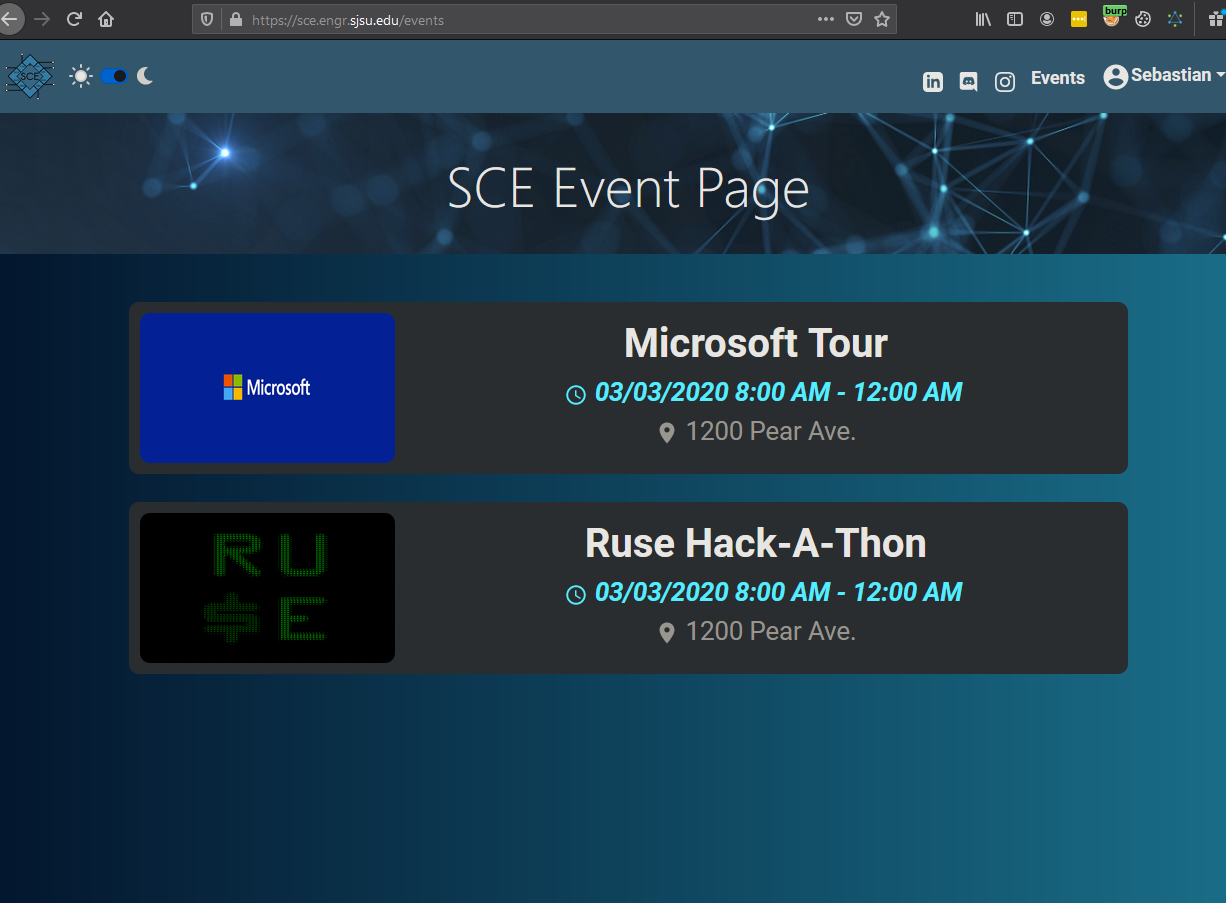 https://sce.engr.sjsu.edu/events
burp
SCE
Events
Sebastian
SCE Event Page
Microsoft
Microsoft Tour
03/03/2020 8:00 AM - 12:00 AM
1200 Pear Ave.
RU
$E
Ruse Hack-A-Thon
03/03/2020 8:00 AM - 12:00 AM
1200 Pear Ave.